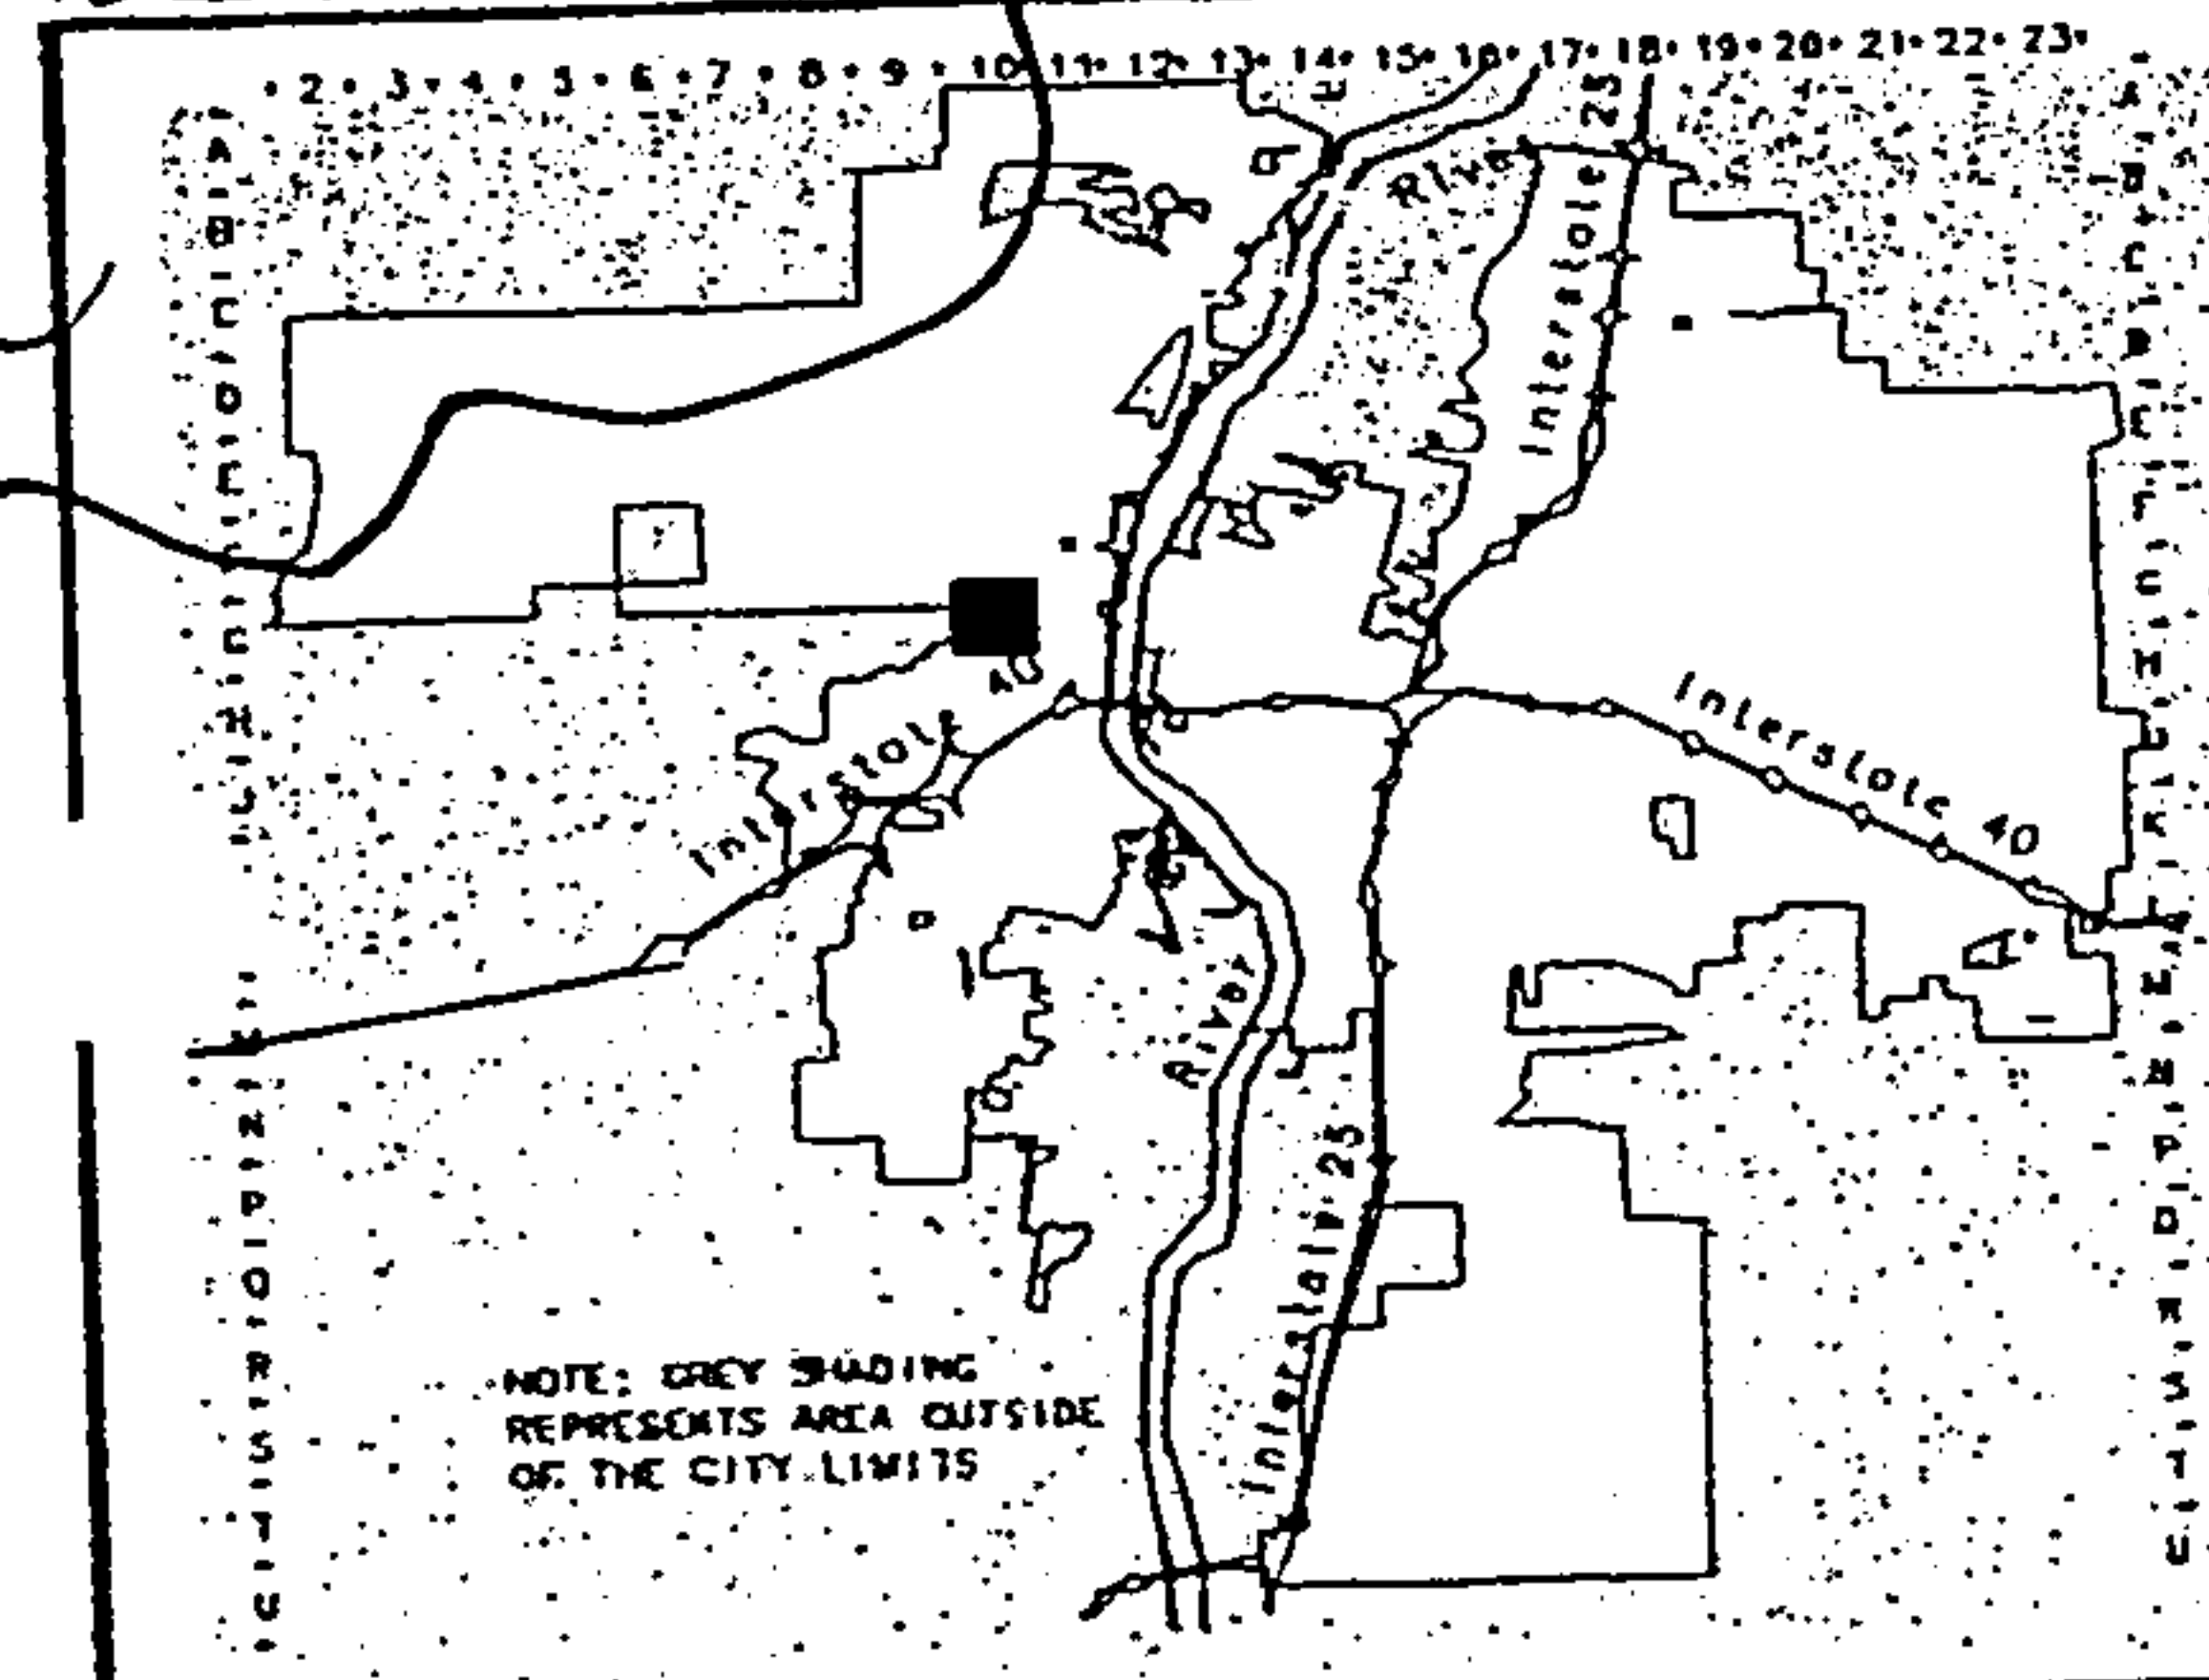 2 • 3 • 4 • 5 • 6 • 7 • 8 • 9 • 10 • 11 • 12 • 13 • 14 • 15 • 16 • 17 • 18 • 19 • 20 • 21 • 22 • 23
A
B
C
D
E
G
H
J
N
P
Q
R
S
T
U
River
Interstate 25
Interstate 40
Interstate 40
River
Interstate 25
A
B
C
D
E
F
G
H
K
L
M
N
P
Q
R
S
T
U
NOTE: GREY SHADING
REPRESENTS AREA OUTSIDE
OF THE CITY LIMITS